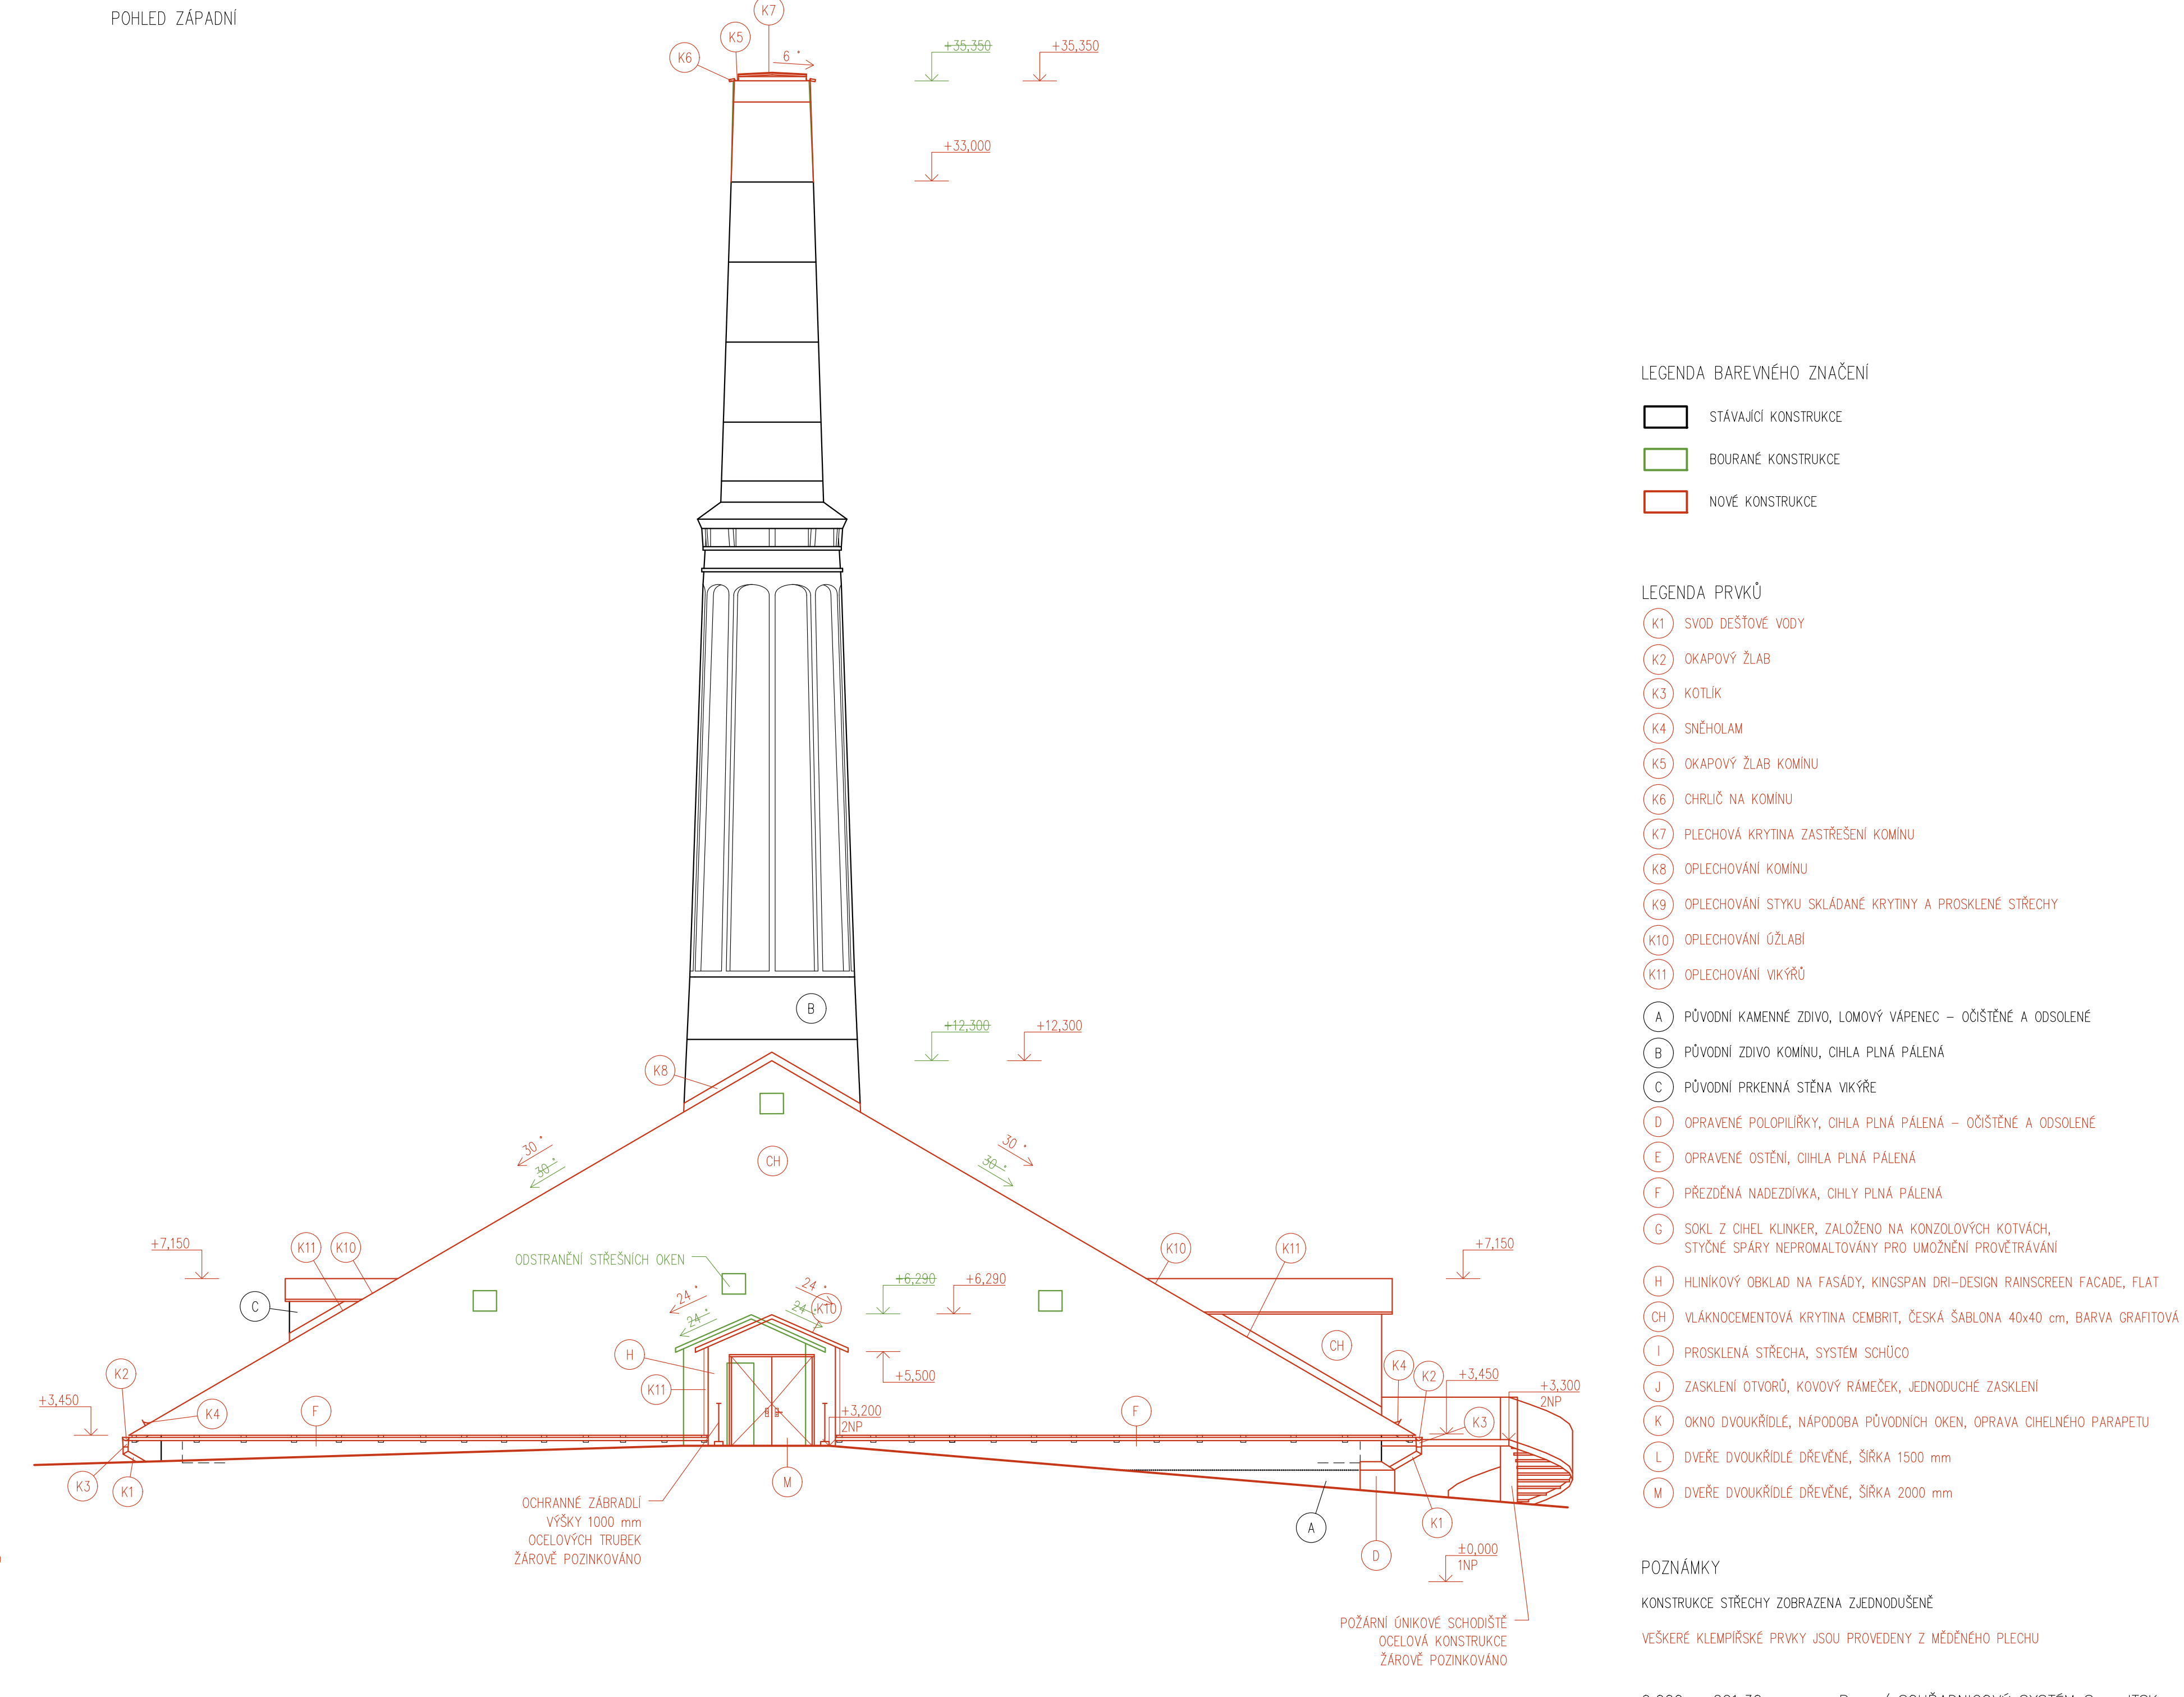 POHLED ZÁPADNÍ
K7
K5
K6
6 °
+35,350
+35,350
+33,000
B
+12,300
+12,300
K8
30 °
30 °
30 °
30 °
CH
+7,150
K11
K10
C
ODSTRANĚNÍ STŘEŠNÍCH OKEN
24 °
24 °
24 °
24 °
K10
+6,290
+6,290
K10
K11
+7,150
CH
H
K11
+5,500
K2
+3,450
K4
F
+3,200
2NP
F
K4
K2
+3,450
+3,300
2NP
K3
K3
K1
M
A
K1
D
±0,000
1NP
OCHRANNÉ ZÁBRADLÍ
VÝŠKY 1000 mm
OCELOVÝCH TRUBEK
ŽÁROVĚ POZINKOVÁNO
POŽÁRNÍ ÚNIKOVÉ SCHODIŠTĚ
OCELOVÁ KONSTRUKCE
ŽÁROVĚ POZINKOVÁNO
LEGENDA BAREVNÉHO ZNAČENÍ
STÁVAJÍCÍ KONSTRUKCE
BOURANÉ KONSTRUKCE
NOVÉ KONSTRUKCE
LEGENDA PRVKŮ
K1 SVOD DEŠŤOVÉ VODY
K2 OKAPOVÝ ŽLAB
K3 KOTLÍK
K4 SNĚHOLAM
K5 OKAPOVÝ ŽLAB KOMÍNU
K6 CHRLIČ NA KOMÍNU
K7 PLECHOVÁ KRYTINA ZASTŘEŠENÍ KOMÍNU
K8 OPLECHOVÁNÍ KOMÍNU
K9 OPLECHOVÁNÍ STYKU SKLÁDANÉ KRYTINY A PROSKLENÉ STŘECHY
K10 OPLECHOVÁNÍ ÚŽLABÍ
K11 OPLECHOVÁNÍ VIKÝŘŮ
A PŮVODNÍ KAMENNÉ ZDIVO, LOMOVÝ VÁPENEC – OČIŠTĚNÉ A ODSOLENÉ
B PŮVODNÍ ZDIVO KOMÍNU, CIHLA PLNÁ PÁLENÁ
C PŮVODNÍ PRKENNÁ STĚNA VIKÝŘE
D OPRAVENÉ POLOPILÍŘKY, CIHLA PLNÁ PÁLENÁ – OČIŠTĚNÉ A ODSOLENÉ
E OPRAVENÉ OSTĚNÍ, CIIHLA PLNÁ PÁLENÁ
F PŘEZDĚNÁ NADEZDÍVKA, CIHLY PLNÁ PÁLENÁ
G SOKL Z CIHEL KLINKER, ZALOŽENO NA KONZOLOVÝCH KOTVÁCH,
STYČNÉ SPÁRY NEPROMALTOVÁNY PRO UMOŽNĚNÍ PROVĚTRÁVÁNÍ
H HLINÍKOVÝ OBKLAD NA FASÁDY, KINGSPAN DRI-DESIGN RAINSCREEN FACADE, FLAT
CH VLÁKNOCEMENTOVÁ KRYTINA CEMBRIT, ČESKÁ ŠABLONA 40x40 cm, BARVA GRAFITOVÁ
I PROSKLENÁ STŘECHA, SYSTÉM SCHÜCO
J ZASKLENÍ OTVORŮ, KOVOVÝ RÁMEČEK, JEDNODUCHÉ ZASKLENÍ
K OKNO DVOUKŘÍDLÉ, NÁPODOBA PŮVODNÍCH OKEN, OPRAVA CIHELNÉHO PARAPETU
L DVEŘE DVOUKŘÍDLÉ DŘEVĚNÉ, ŠÍŘKA 1500 mm
M DVEŘE DVOUKŘÍDLÉ DŘEVĚNÉ, ŠÍŘKA 2000 mm
POZNÁMKY
KONSTRUKCE STŘECHY ZOBRAZENA ZJEDNODUŠENĚ
VEŠKERÉ KLEMPÍŘSKÉ PRVKY JSOU PROVEDENY Z MĚDĚNÉHO PLECHU